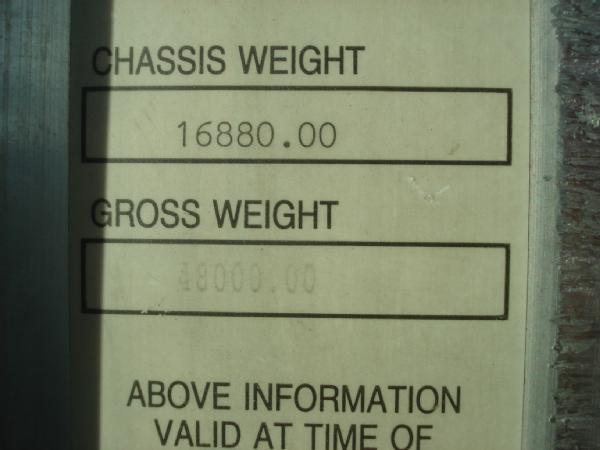 CHASSIS WEIGHT
16880.00
GROSS WEIGHT
48000.00
ABOVE INFORMATION
VALID AT TIME OF